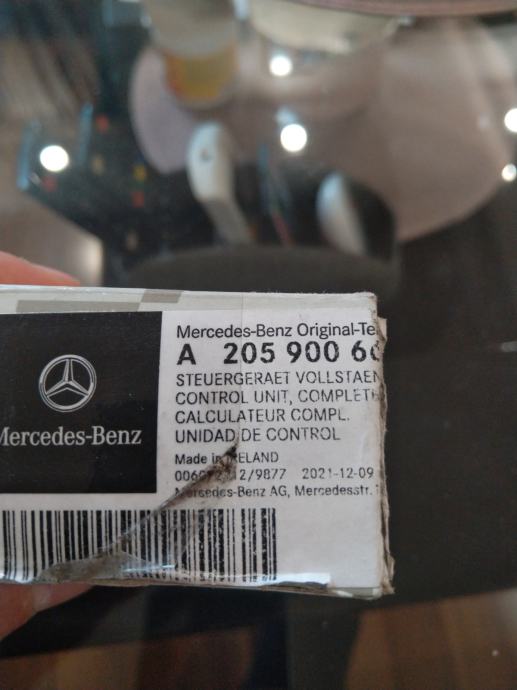 Mercedes-Benz
Mercedes-Benz Original-Te
A 205 900 6
STEUERGERAET VOLLSTAEN
CONTROL UNIT, COMPLET
CALCULATEUR COMPL.
UNIDAD DE CONTROL
Made in IRELAND
2021-12-09
Mercedes-Benz AG, Mercedesstr.